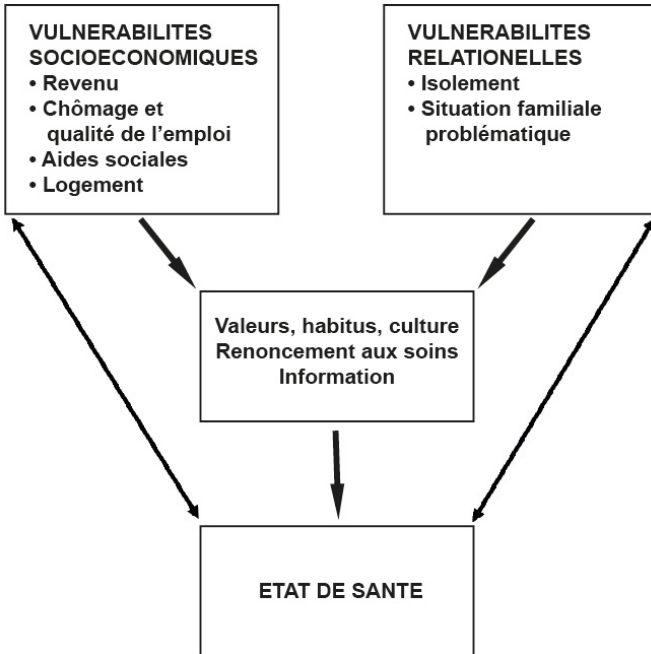 VULNERABILITES
SOCIOECONOMIQUES
• Revenu
• Chômage et
qualité de l'emploi
• Aides sociales
• Logement
VULNERABILITES
RELATIONELLES
• Isolement
• Situation familiale
problématique
Valeurs, habitus, culture
Renoncement aux soins
Information
ETAT DE SANTE